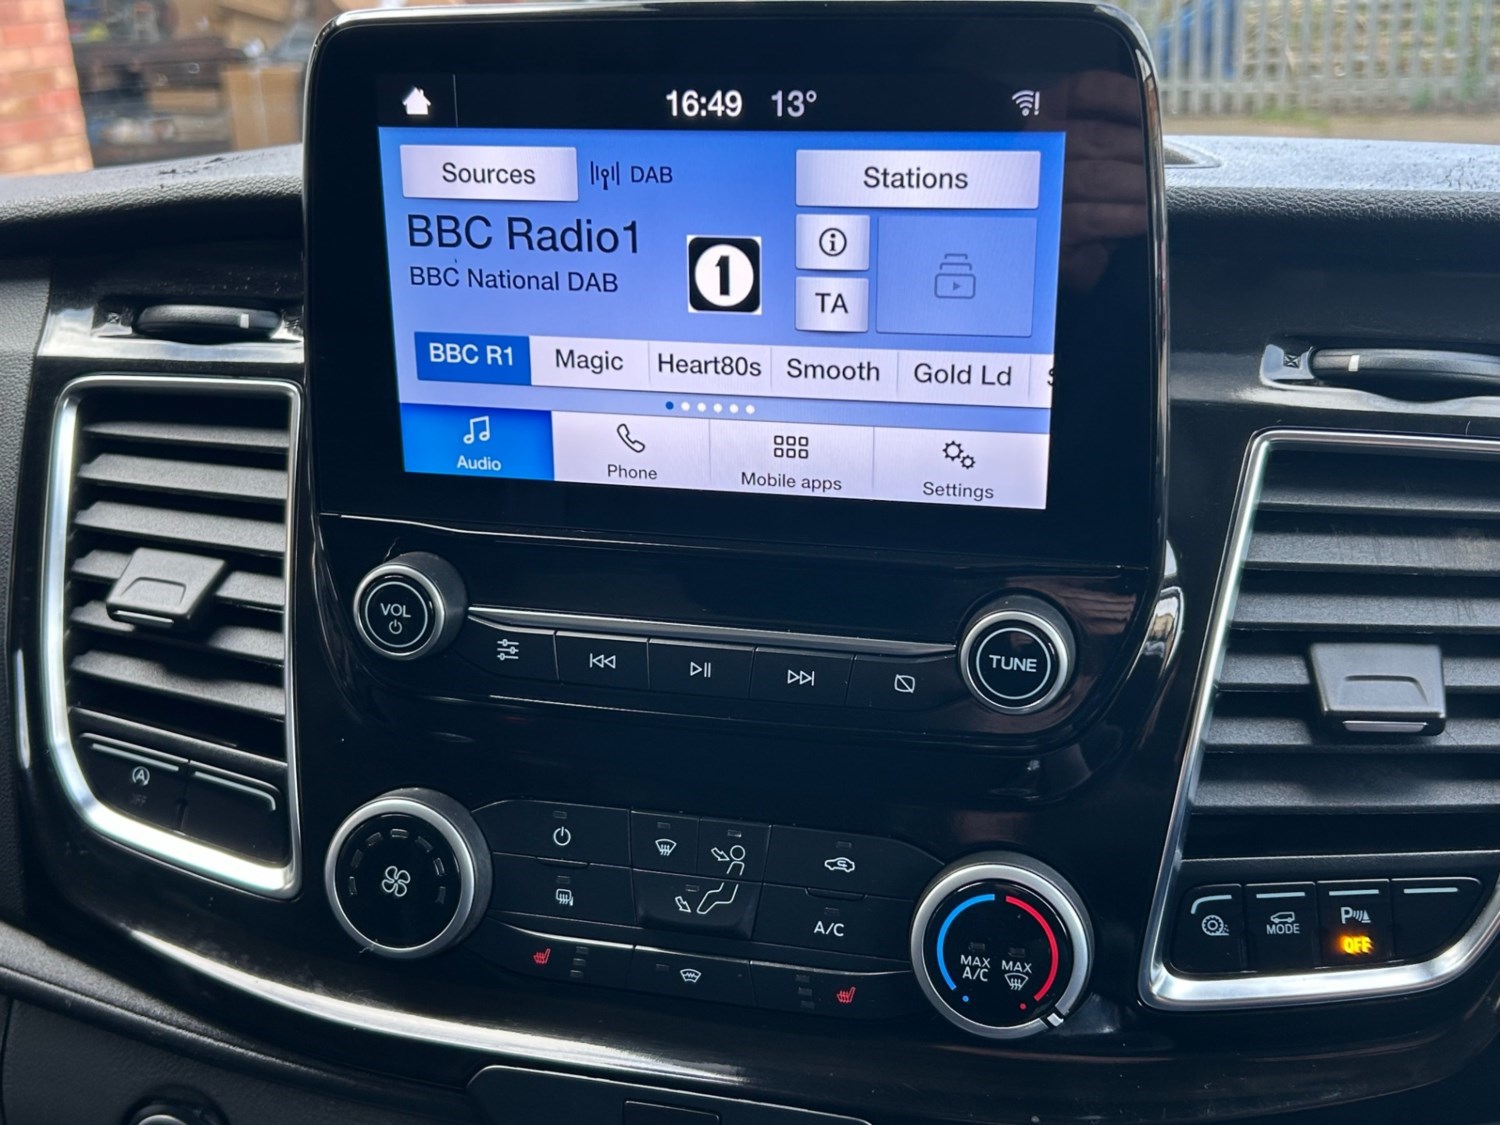 16:49 13°
Sources DAB Stations
BBC Radio1
BBC National DAB
1
TA
BBC R1 Magic Heart80s Smooth Gold Ld
Audio Phone Mobile apps Settings
VOL
TUNE
A
OFF
A/C
MAX A/C MAX
MODE
P
OFF